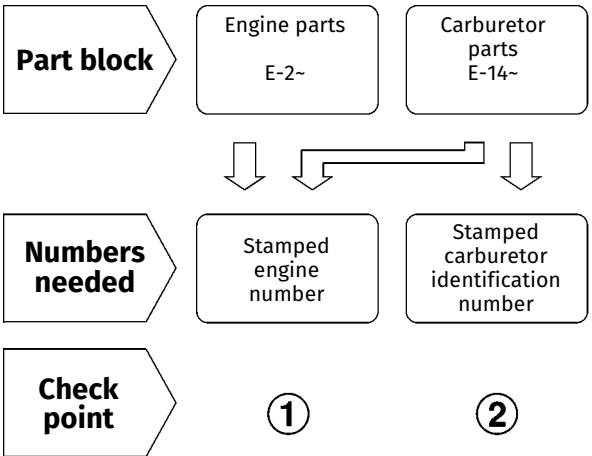 Part block
Engine parts
E-2~
Carburetor
parts
E-14~
Numbers
needed
Stamped
engine
number
Stamped
carburetor
identification
number
Check
point
1
2